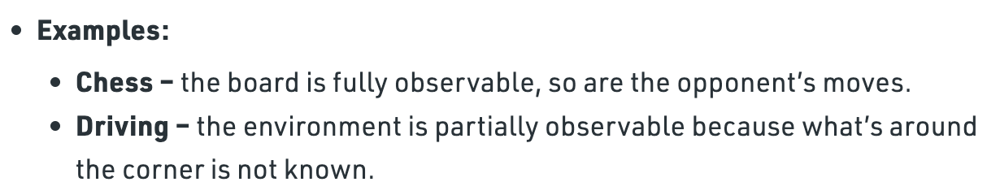 • Examples:
• Chess – the board is fully observable, so are the opponent’s moves.
• Driving – the environment is partially observable because what’s around
the corner is not known.